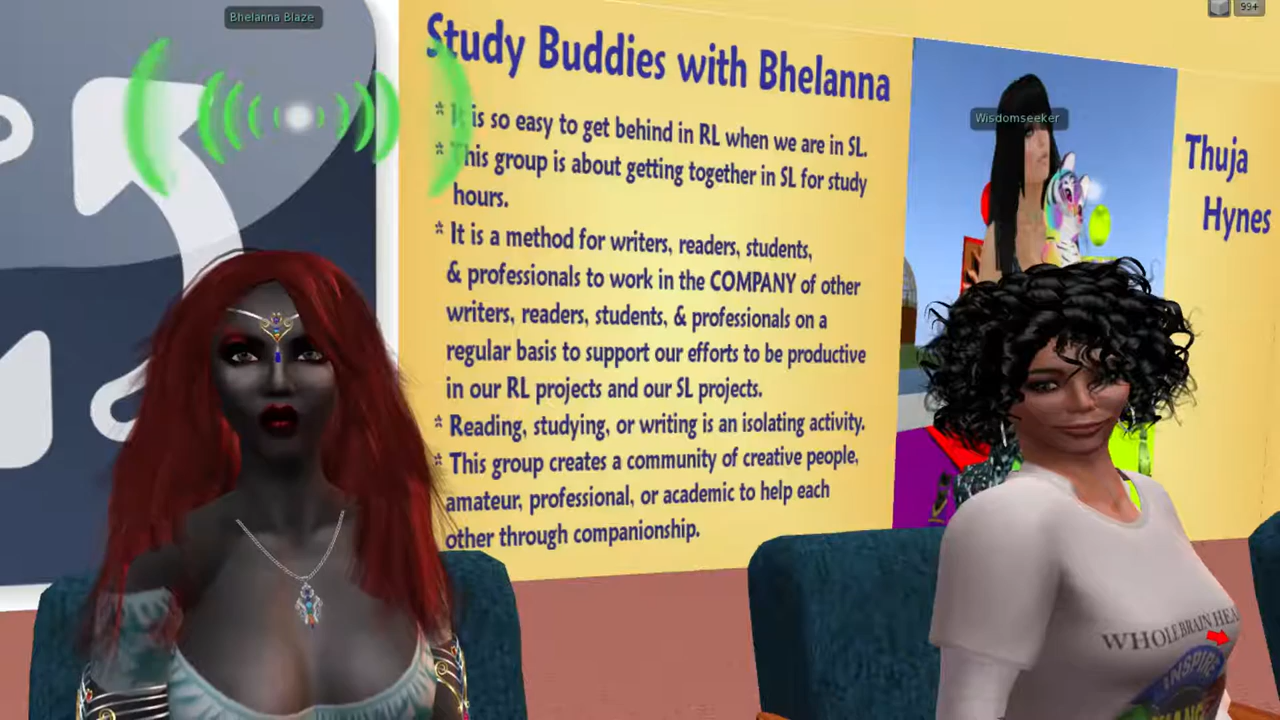 Bhelanna Blaze
99+
Study Buddies with Bhelanna
* It is so easy to get behind in RL when we are in SL.
* This group is about getting together in SL for study
hours.
* It is a method for writers, readers, students,
& professionals to work in the COMPANY of other
writers, readers, students, & professionals on a
regular basis to support our efforts to be productive
in our RL projects and our SL projects.
* Reading, studying, or writing is an isolating activity.
* This group creates a community of creative people,
amateur, professional, or academic to help each
other through companionship.
Wisdomseeker
Thuja
Hynes
WHOLE BRAIN HEA
INSPIRE